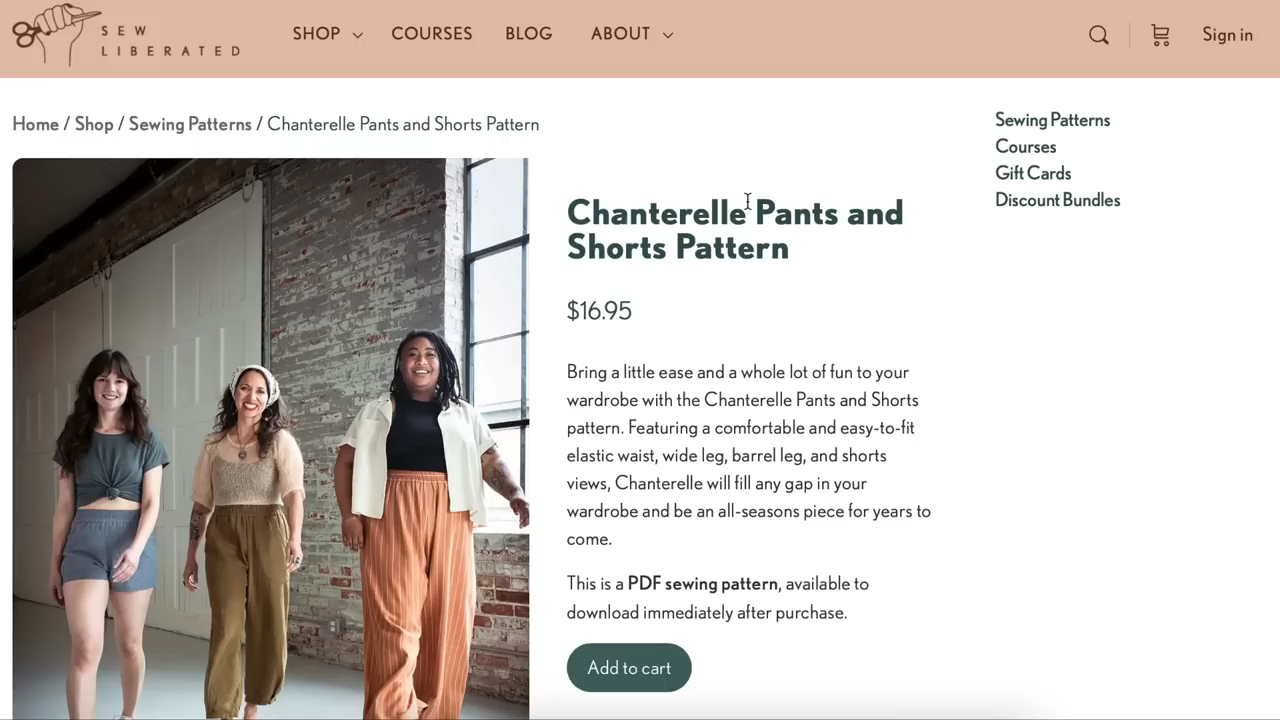 SEW
LIBERATED
SHOP
COURSES
BLOG
ABOUT
Sign in
Home / Shop / Sewing Patterns / Chanterelle Pants and Shorts Pattern
Sewing Patterns
Courses
Gift Cards
Discount Bundles
Chanterelle Pants and
Shorts Pattern
$16.95
Bring a little ease and a whole lot of fun to your
wardrobe with the Chanterelle Pants and Shorts
pattern. Featuring a comfortable and easy-to-fit
elastic waist, wide leg, barrel leg, and shorts
views, Chanterelle will fill any gap in your
wardrobe and be an all-seasons piece for years to
come.
This is a PDF sewing pattern, available to
download immediately after purchase.
Add to cart